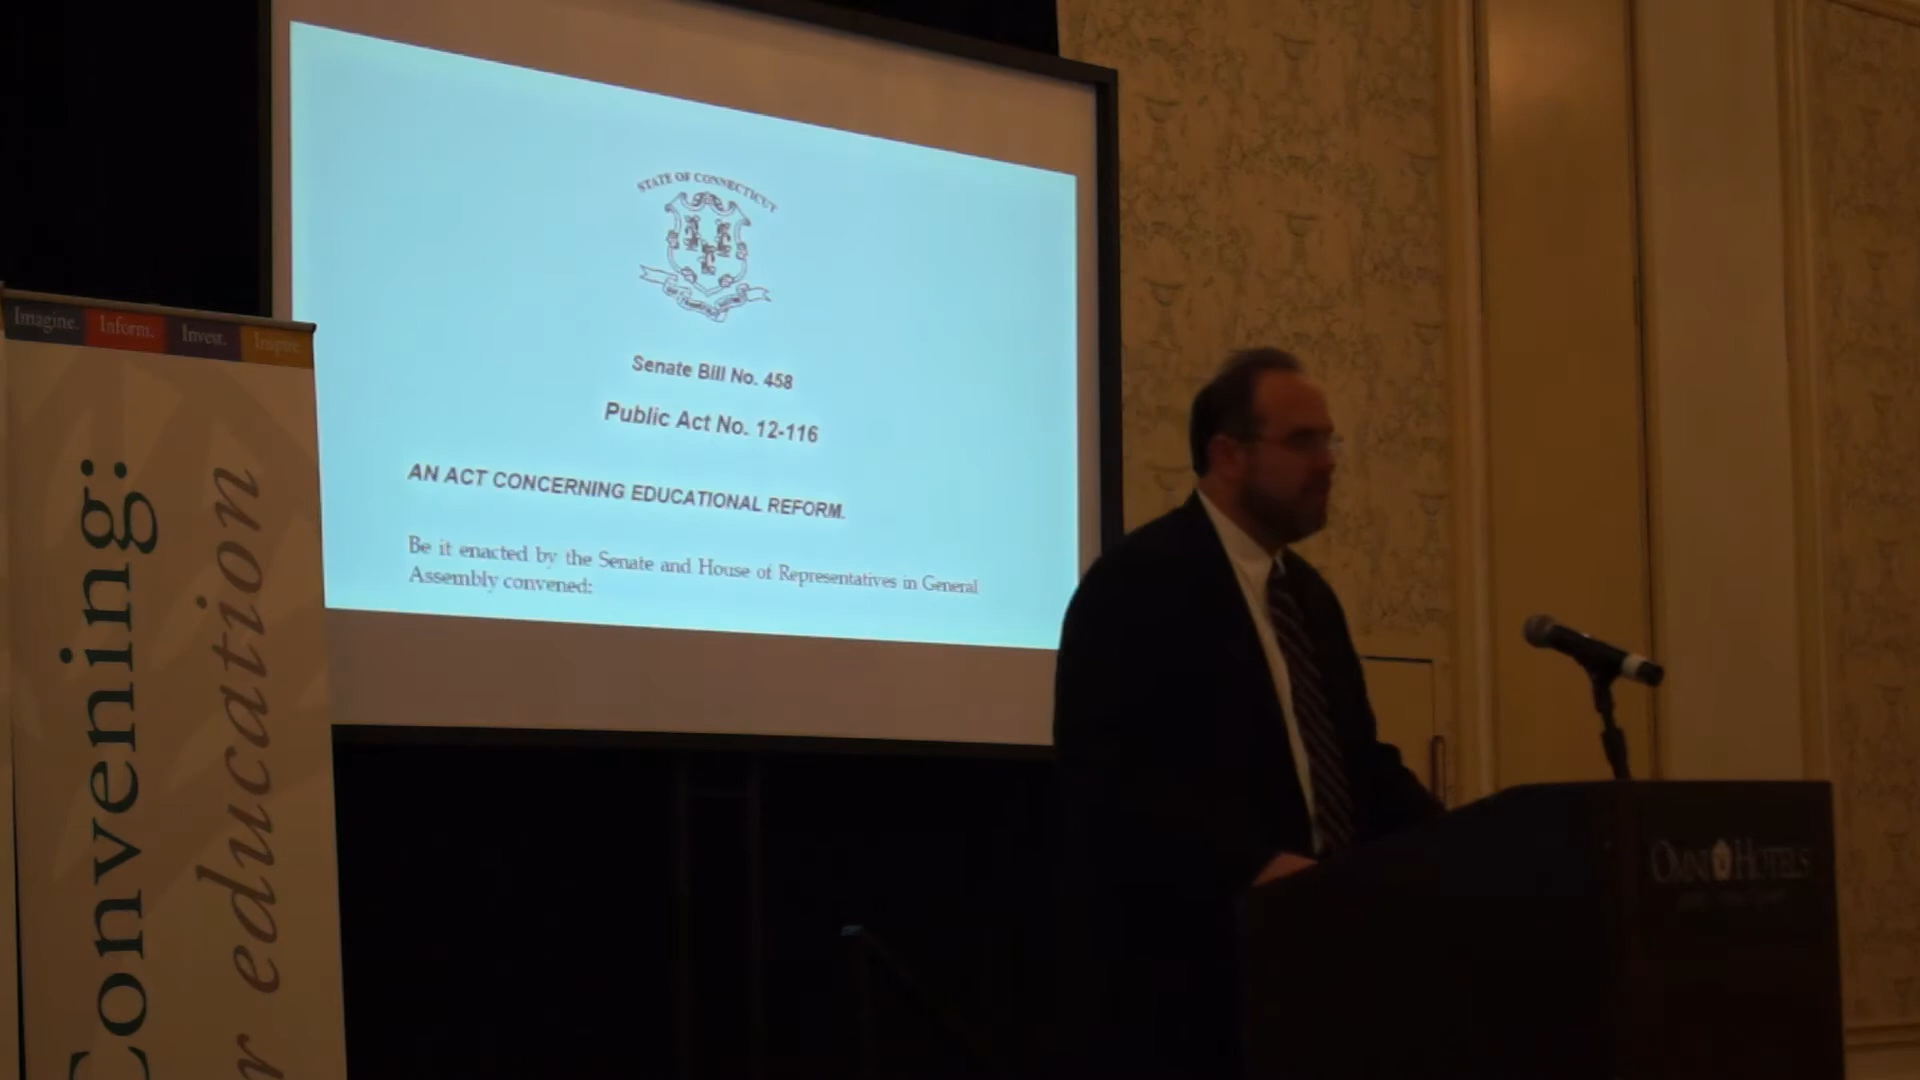 STATE OF CONNECTICUT
Senate Bill No. 458
Public Act No. 12-116
AN ACT CONCERNING EDUCATIONAL REFORM.
Be it enacted by the Senate and House of Representatives in General
Assembly convened:
Imagine. Inform. Invest. Inspire
Convening:
education
OMNI HOTELS